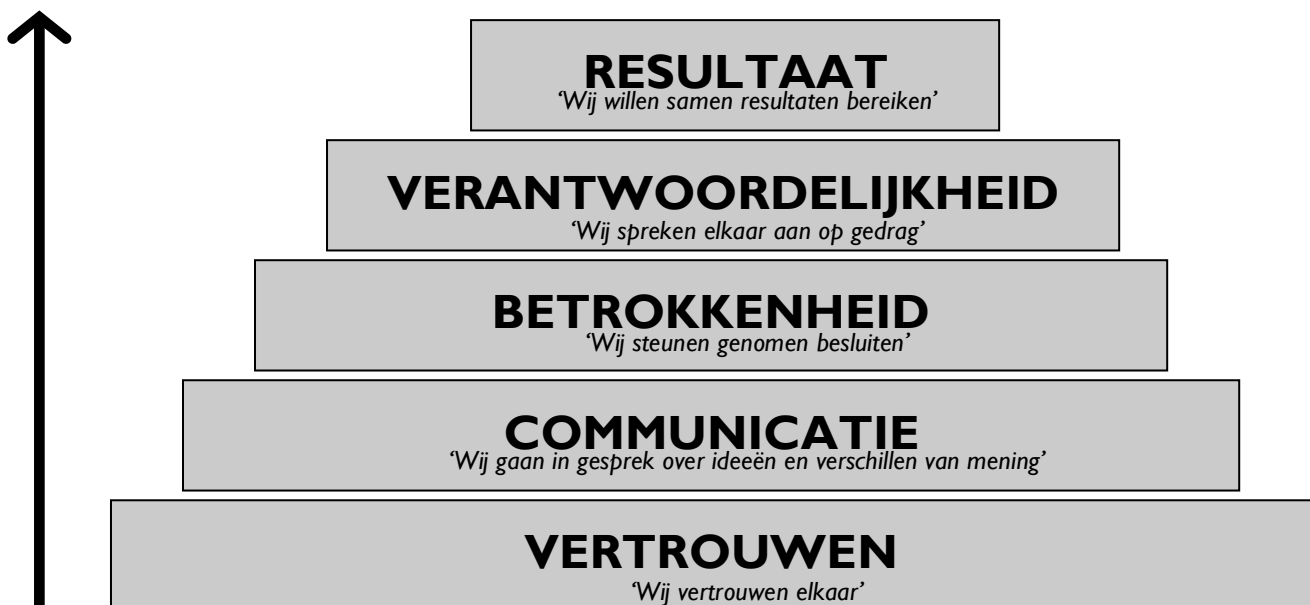 RESULTAAT
‘Wij willen samen resultaten bereiken’
VERANTWOORDELIJKHEID
‘Wij spreken elkaar aan op gedrag’
BETROKKENHEID
‘Wij steunen genomen besluiten’
COMMUNICATIE
‘Wij gaan in gesprek over ideeën en verschillen van mening’
VERTROUWEN
‘Wij vertrouwen elkaar’